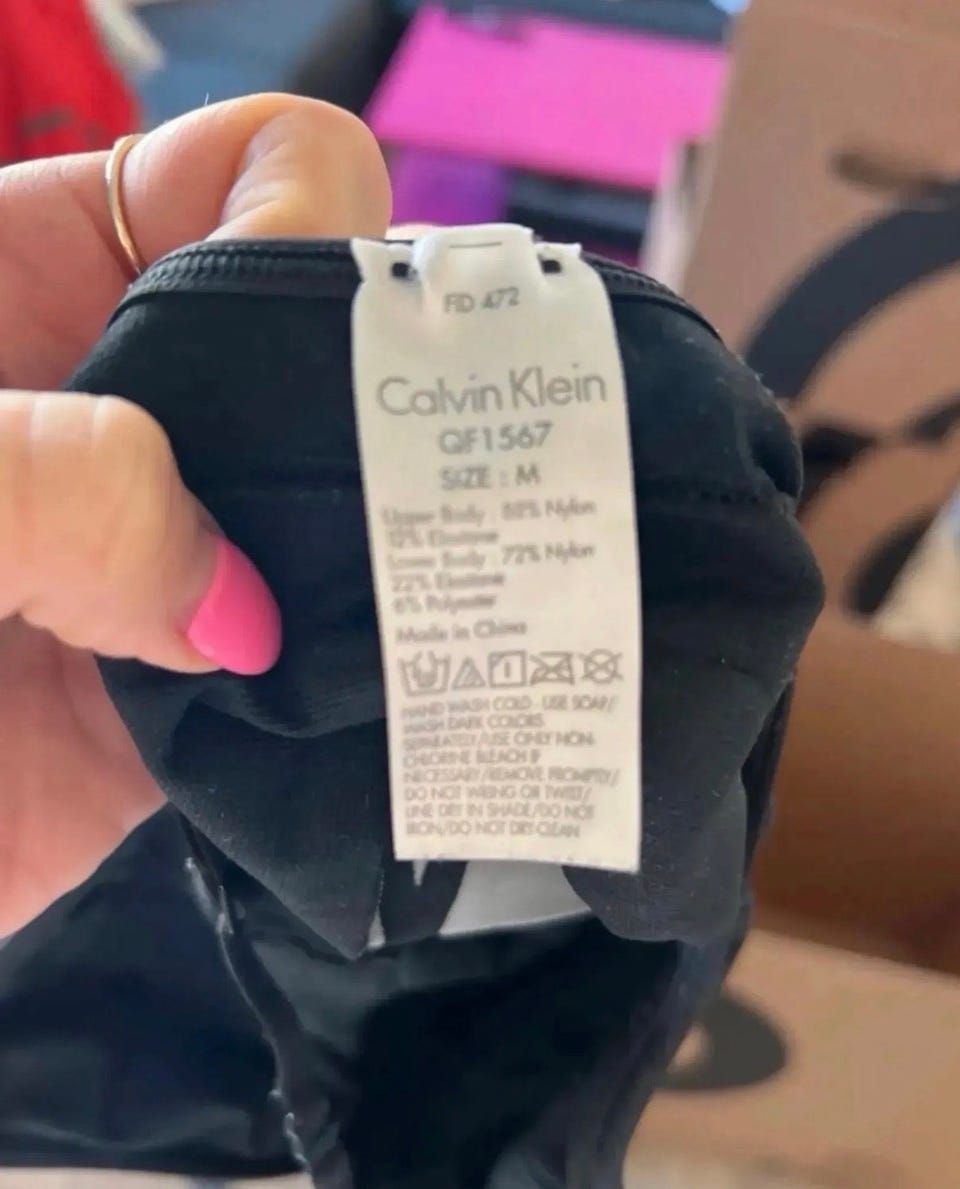 RD 472
Calvin Klein
QF1567
SIZE : M
Upper Body : 88% Nylon
12% Elastane
Lower Body : 72% Nylon
22% Elastane
6% Polyester
Made in China
HAND WASH COLD - USE SOAP/
WASH DARK COLORS
SEPARATELY/USE ONLY NON-
CHLORINE BLEACH IF
NECESSARY/REMOVE PROMPTLY/
DO NOT WRING OR TWIST/
LINE DRY IN SHADE/DO NOT
IRON/DO NOT DRY CLEAN